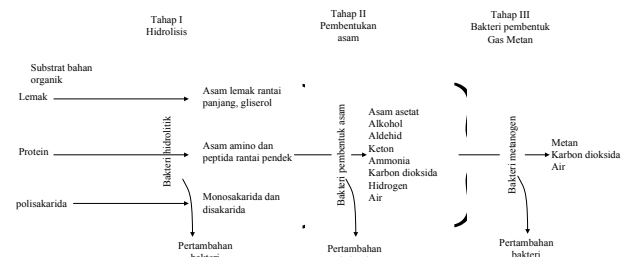 Tahap I
Hidrolisis
Tahap II
Pembentukan
asam
Tahap III
Bakteri pembentuk
Gas Metan
Substrat bahan
organik
Lemak
Asam lemak rantai
panjang, gliserol
Protein
Bakteri hidrolitik
Asam amino dan
peptida rantai pendek
polisakarida
Monosakarida dan
disakarida
Pertambahan
bakteri
Bakteri pembentuk asam
Asam asetat
Alkohol
Aldehid
Keton
Ammonia
Karbon dioksida
Hidrogen
Air
Pertambahan
Bakteri metanogen
Metan
Karbon dioksida
Air
Pertambahan
bakteri